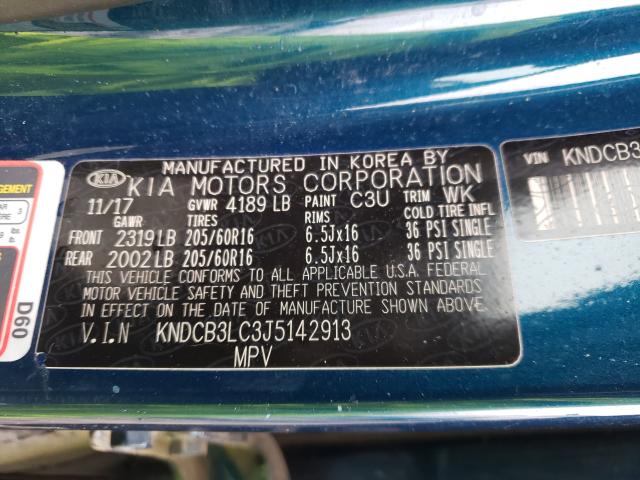 MANUFACTURED IN KOREA BY
KIA KIA MOTORS CORPORATION
11/17 GVWR 4189 LB PAINT C3U TRIM WK
GAWR TIRES RIMS COLD TIRE INFL
FRONT 2319 LB 205/60R16 6.5Jx16 36 PSI SINGLE
REAR 2002 LB 205/60R16 6.5Jx16 36 PSI SINGLE
THIS VEHICLE CONFORMS TO ALL APPLICABLE U.S.A. FEDERAL
MOTOR VEHICLE SAFETY AND THEFT PREVENTION STANDARDS
IN EFFECT ON THE DATE OF MANUFACTURE SHOWN ABOVE.
V.I.N KNDCB3LC3J5142913
MPV
VIN KNDCB3
D60